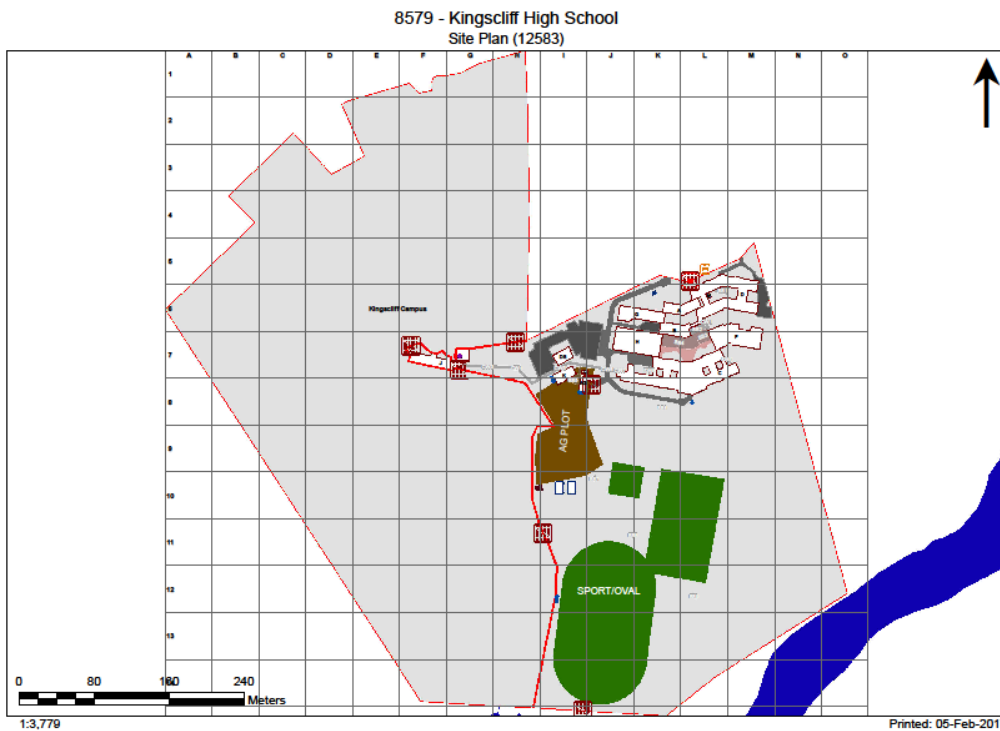 8579 - Kingscliff High School
Site Plan (12583)
A B C D E F G H I J K L M N O
1
2
3
4
5
6
Kingscliff Campus
7
8
AG PLOT
9
10
11
12
SPORT/OVAL
13
0 80 160 240
Meters
1:3,779
Printed: 05-Feb-201